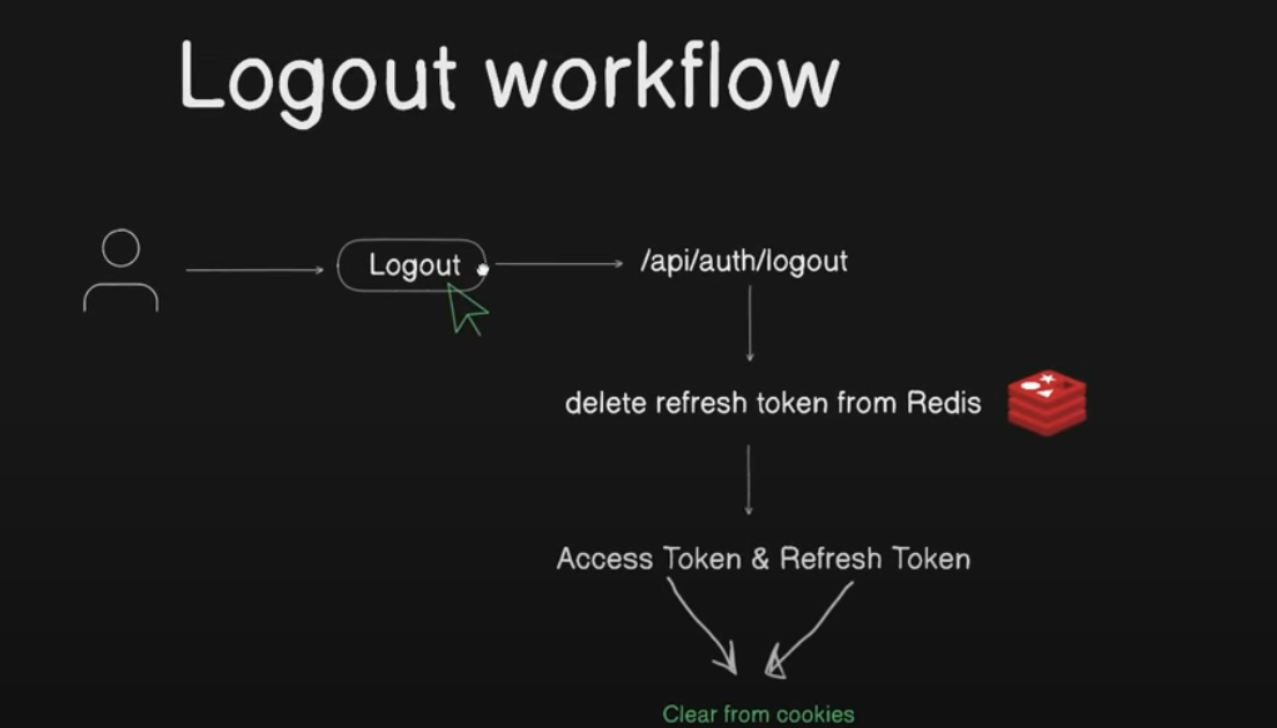 Logout workflow
Logout
/api/auth/logout
delete refresh token from Redis
Access Token & Refresh Token
Clear from cookies